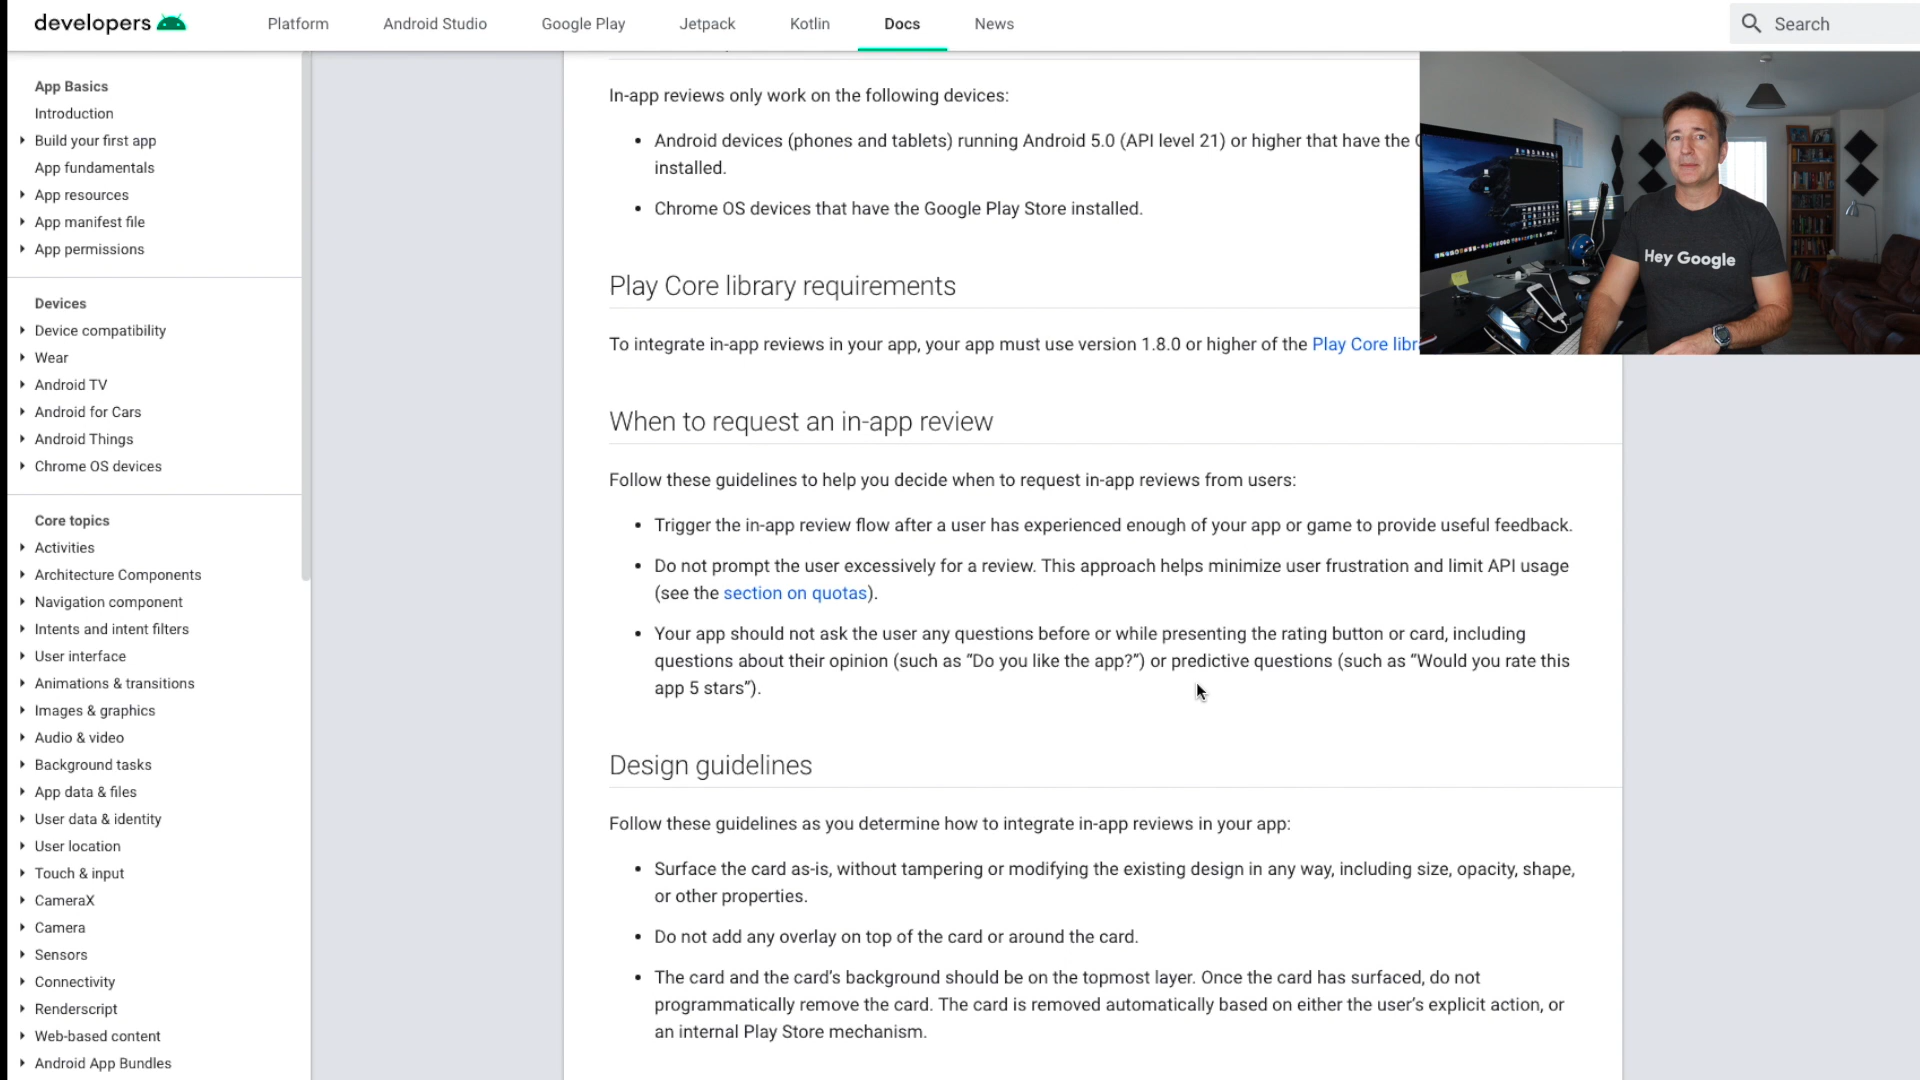 developers
Platform
Android Studio
Google Play
Jetpack
Kotlin
Docs
News
Search
App Basics
Introduction
Build your first app
App fundamentals
App resources
App manifest file
App permissions
Devices
Device compatibility
Wear
Android TV
Android for Cars
Android Things
Chrome OS devices
Core topics
Activities
Architecture Components
Navigation component
Intents and intent filters
User interface
Animations & transitions
Images & graphics
Audio & video
Background tasks
App data & files
User data & identity
User location
Touch & input
CameraX
Camera
Sensors
Connectivity
Renderscript
Web-based content
Android App Bundles
In-app reviews only work on the following devices:
• Android devices (phones and tablets) running Android 5.0 (API level 21) or higher that have the
installed.
• Chrome OS devices that have the Google Play Store installed.
Play Core library requirements
To integrate in-app reviews in your app, your app must use version 1.8.0 or higher of the Play Core
When to request an in-app review
Follow these guidelines to help you decide when to request in-app reviews from users:
• Trigger the in-app review flow after a user has experienced enough of your app or game to provide useful feedback.
• Do not prompt the user excessively for a review. This approach helps minimize user frustration and limit API usage
(see the section on quotas).
• Your app should not ask the user any questions before or while presenting the rating button or card, including
questions about their opinion (such as “Do you like the app?”) or predictive questions (such as “Would you rate this
app 5 stars”).
Design guidelines
Follow these guidelines as you determine how to integrate in-app reviews in your app:
• Surface the card as-is, without tampering or modifying the existing design in any way, including size, opacity, shape,
or other properties.
• Do not add any overlay on top of the card or around the card.
• The card and the card’s background should be on the topmost layer. Once the card has surfaced, do not
programmatically remove the card. The card is removed automatically based on either the user’s explicit action, or
an internal Play Store mechanism.
Hey Google